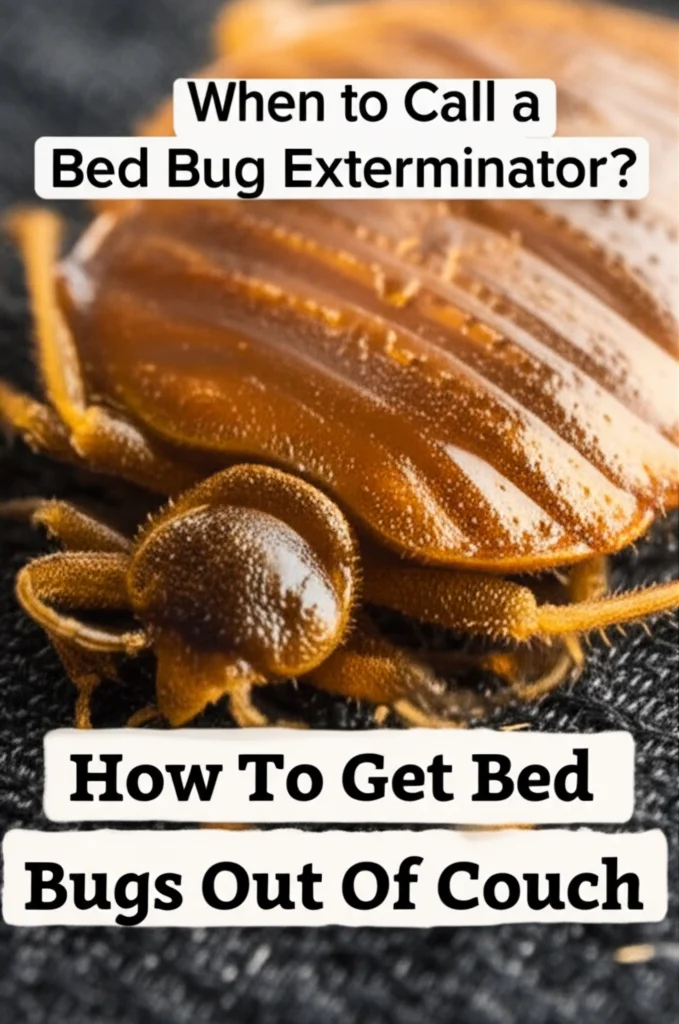 When to Call a
Bed Bug Exterminator?
How To Get Bed
Bugs Out Of Couch